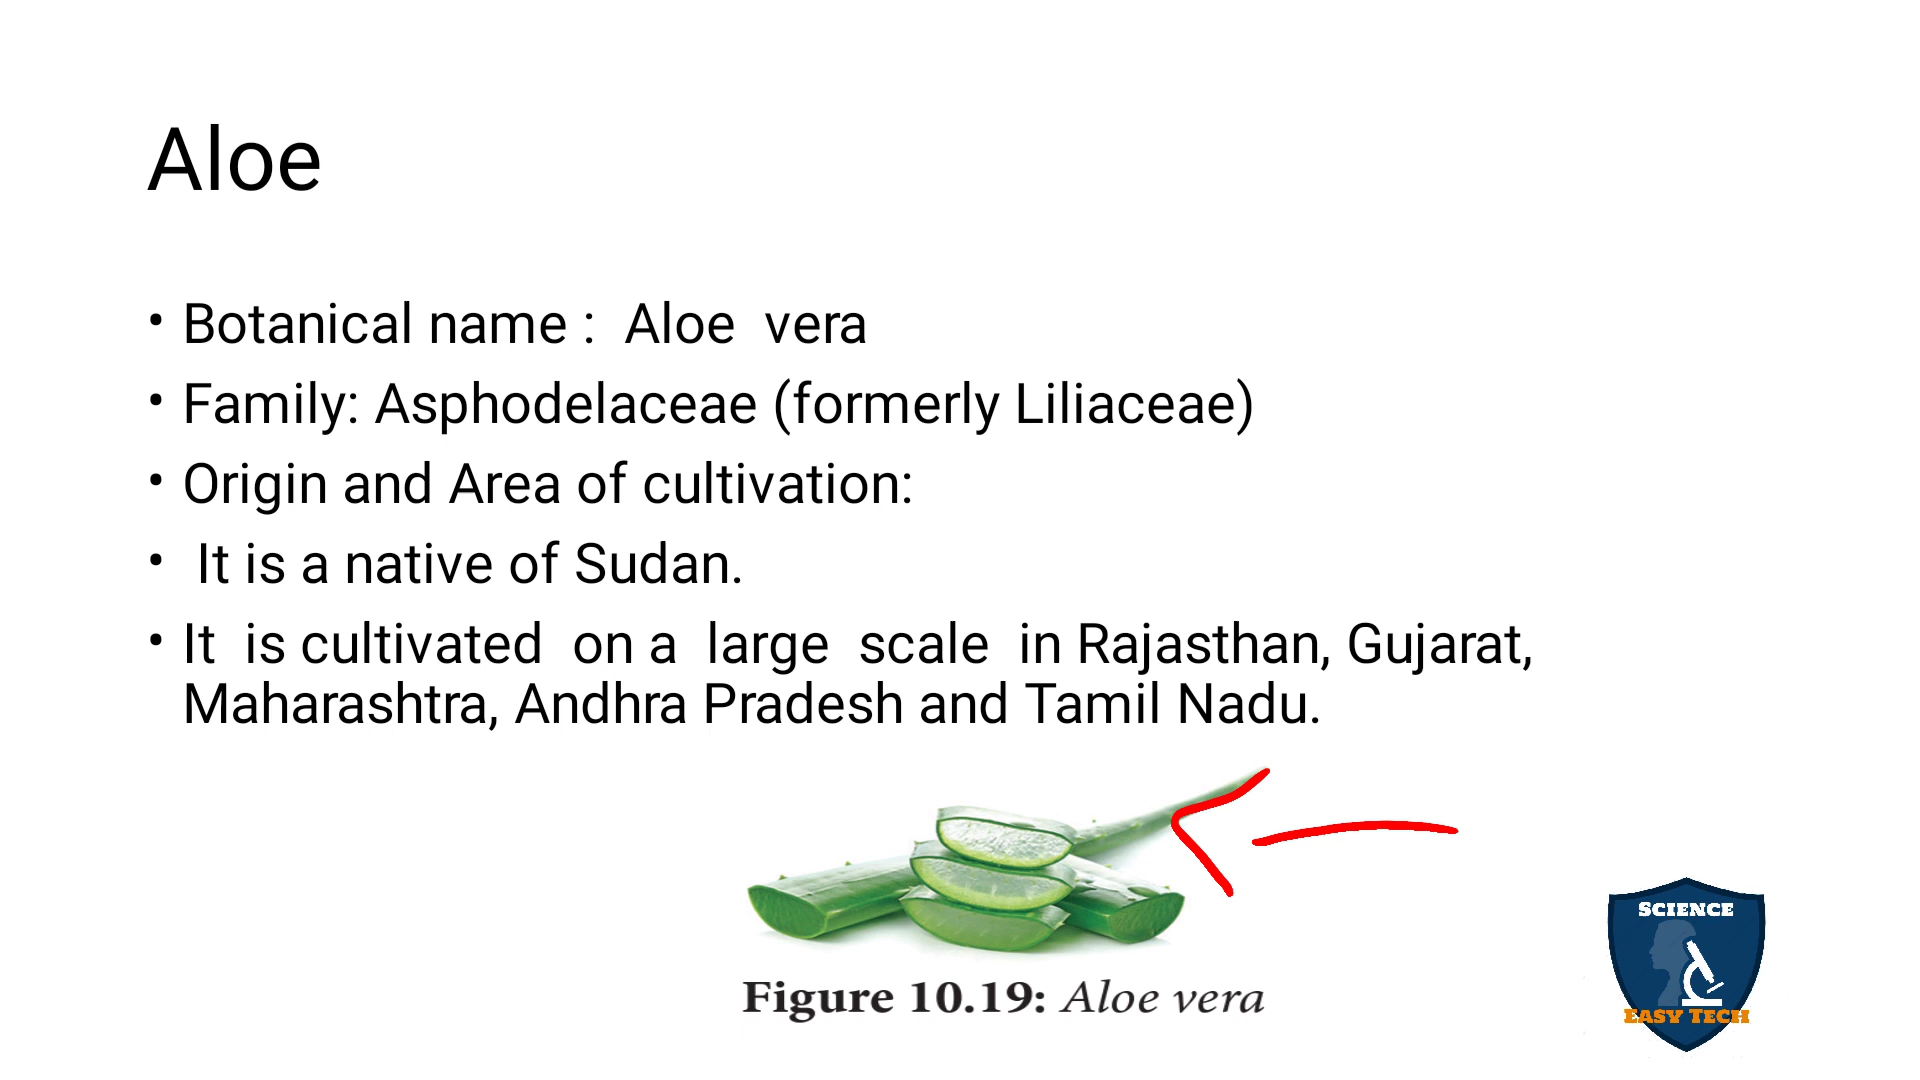 Aloe
• Botanical name : Aloe vera
• Family: Asphodelaceae (formerly Liliaceae)
• Origin and Area of cultivation:
• It is a native of Sudan.
• It is cultivated on a large scale in Rajasthan, Gujarat,
Maharashtra, Andhra Pradesh and Tamil Nadu.
Figure 10.19: Aloe vera
SCIENCE
EASY TECH